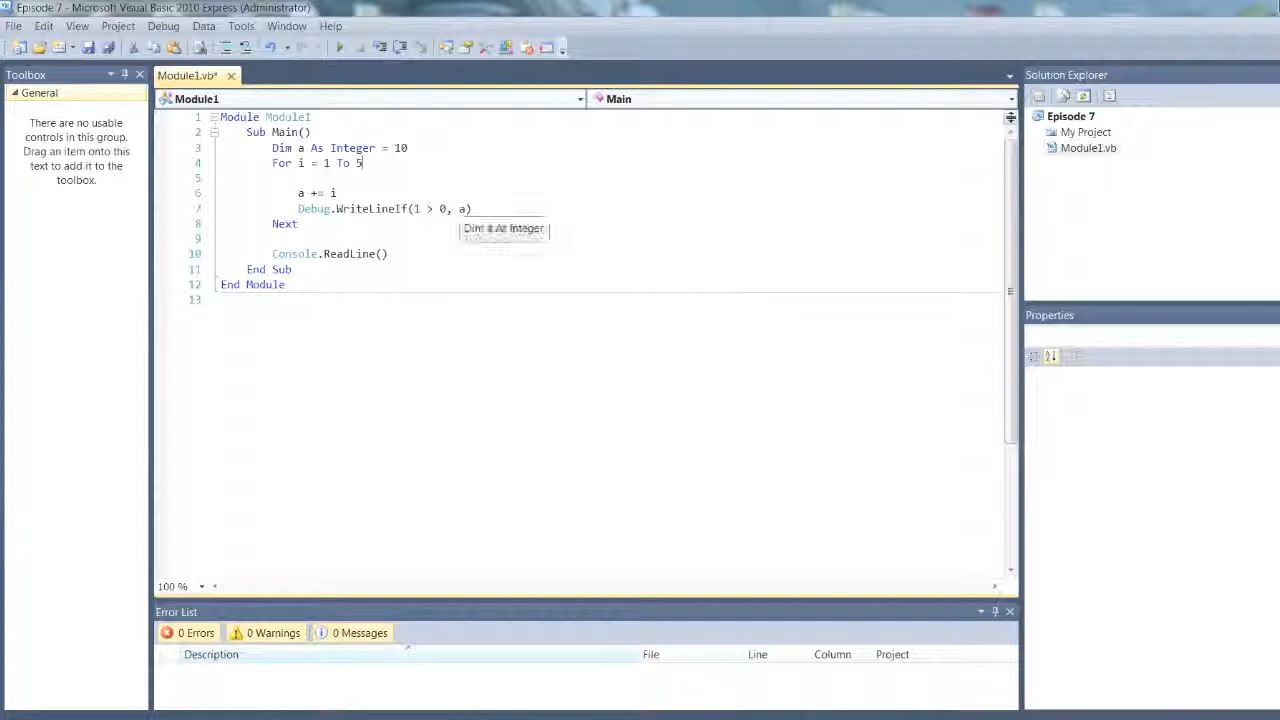 Episode 7 - Microsoft Visual Basic 2010 Express (Administrator)
File Edit View Project Debug Data Tools Window Help
Toolbox
General
There are no usable
controls in this group.
Drag an item onto this
text to add it to the
toolbox.
Module1.vb*
Module1
Main
1 Module Module1
2 Sub Main()
3 Dim a As Integer = 10
4 For i = 1 To 5
5
6 a += i
7 Debug.WriteLineIf(1 > 0, a)
8 Next
9
10 Console.ReadLine()
11 End Sub
12 End Module
13
Dim a As Integer
100 %
Error List
0 Errors 0 Warnings 0 Messages
Description File Line Column Project
Solution Explorer
Episode 7
My Project
Module1.vb
Properties